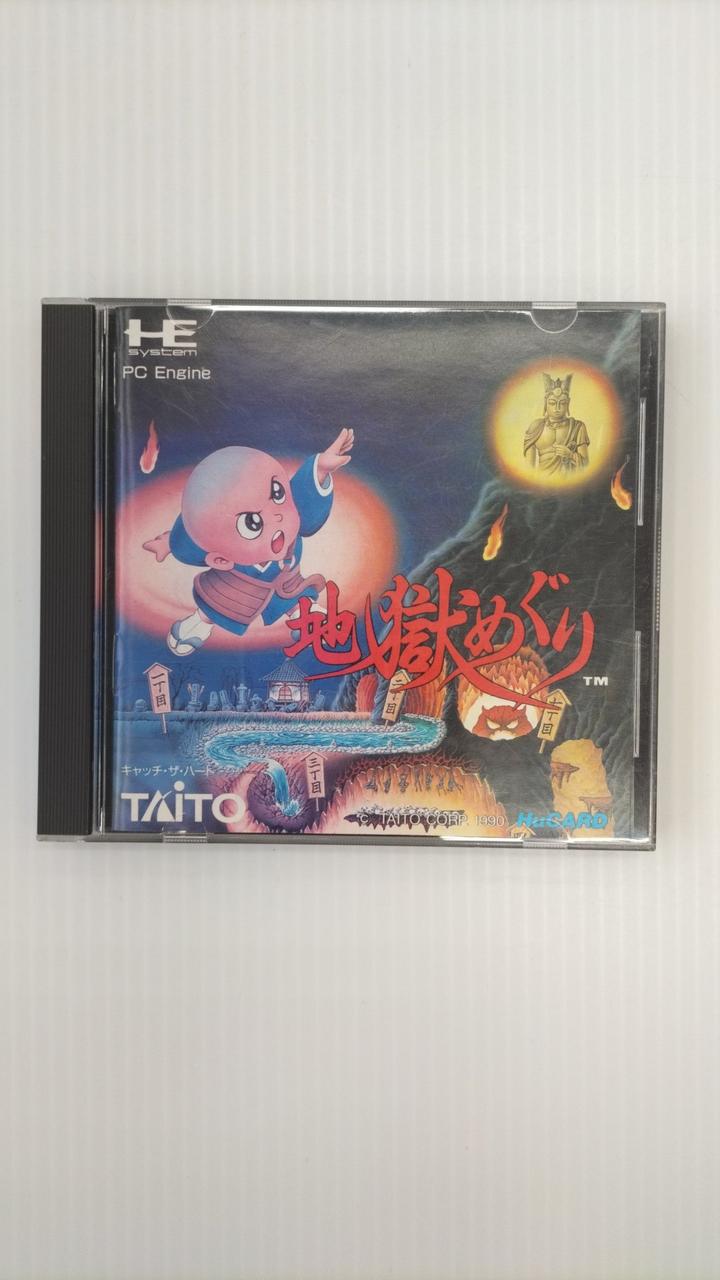 HE
system
PC Engine
地獄めぐり
TM
一丁目
二丁目
三丁目
キャッチ・ザ・ハート
TAITO
© TAITO CORP. 1990
HuCARD